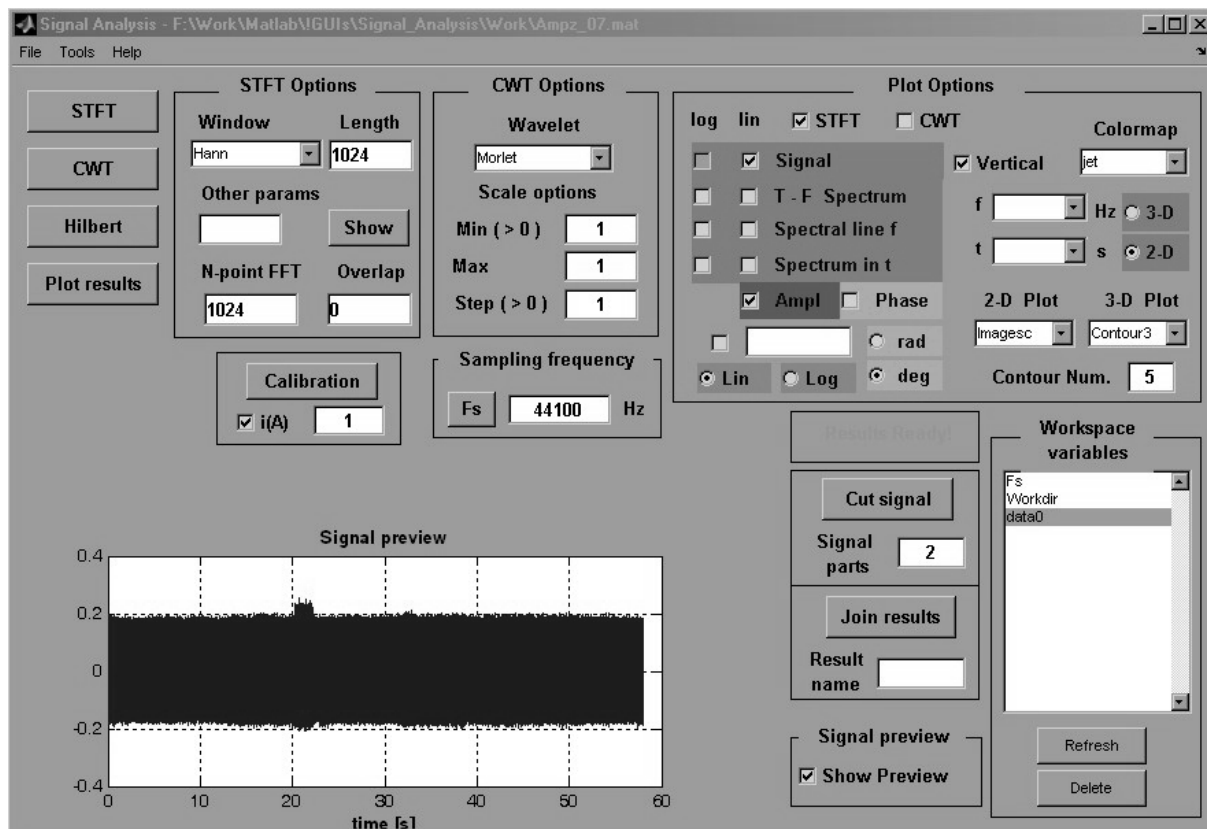 Signal Analysis - F:\Work\Matlab\!GUIs\Signal_Analysis\Work\Ampz_07.mat
File Tools Help
STFT
CWT
Hilbert
Plot results
STFT Options
Window Length
Hann 1024
Other params
Show
N-point FFT Overlap
1024 0
CWT Options
Wavelet
Morlet
Scale options
Min ( > 0 ) 1
Max 1
Step ( > 0 ) 1
Plot Options
log lin STFT CWT
Colormap
Signal Vertical jet
T - F Spectrum
f Hz 3-D
Spectral line f
t s 2-D
Spectrum in t
Ampl Phase
2-D Plot 3-D Plot
Imagesc Contour3
rad
Lin Log deg
Contour Num. 5
Calibration
i(A) 1
Sampling frequency
Fs 44100 Hz
Results Ready!
Cut signal
Signal parts 2
Join results
Result name
Signal preview
Show Preview
Workspace
variables
Fs
Workdir
data0
Refresh
Delete
Signal preview
0.4
0.2
0
-0.2
-0.4
0 10 20 30 40 50 60
time [s]